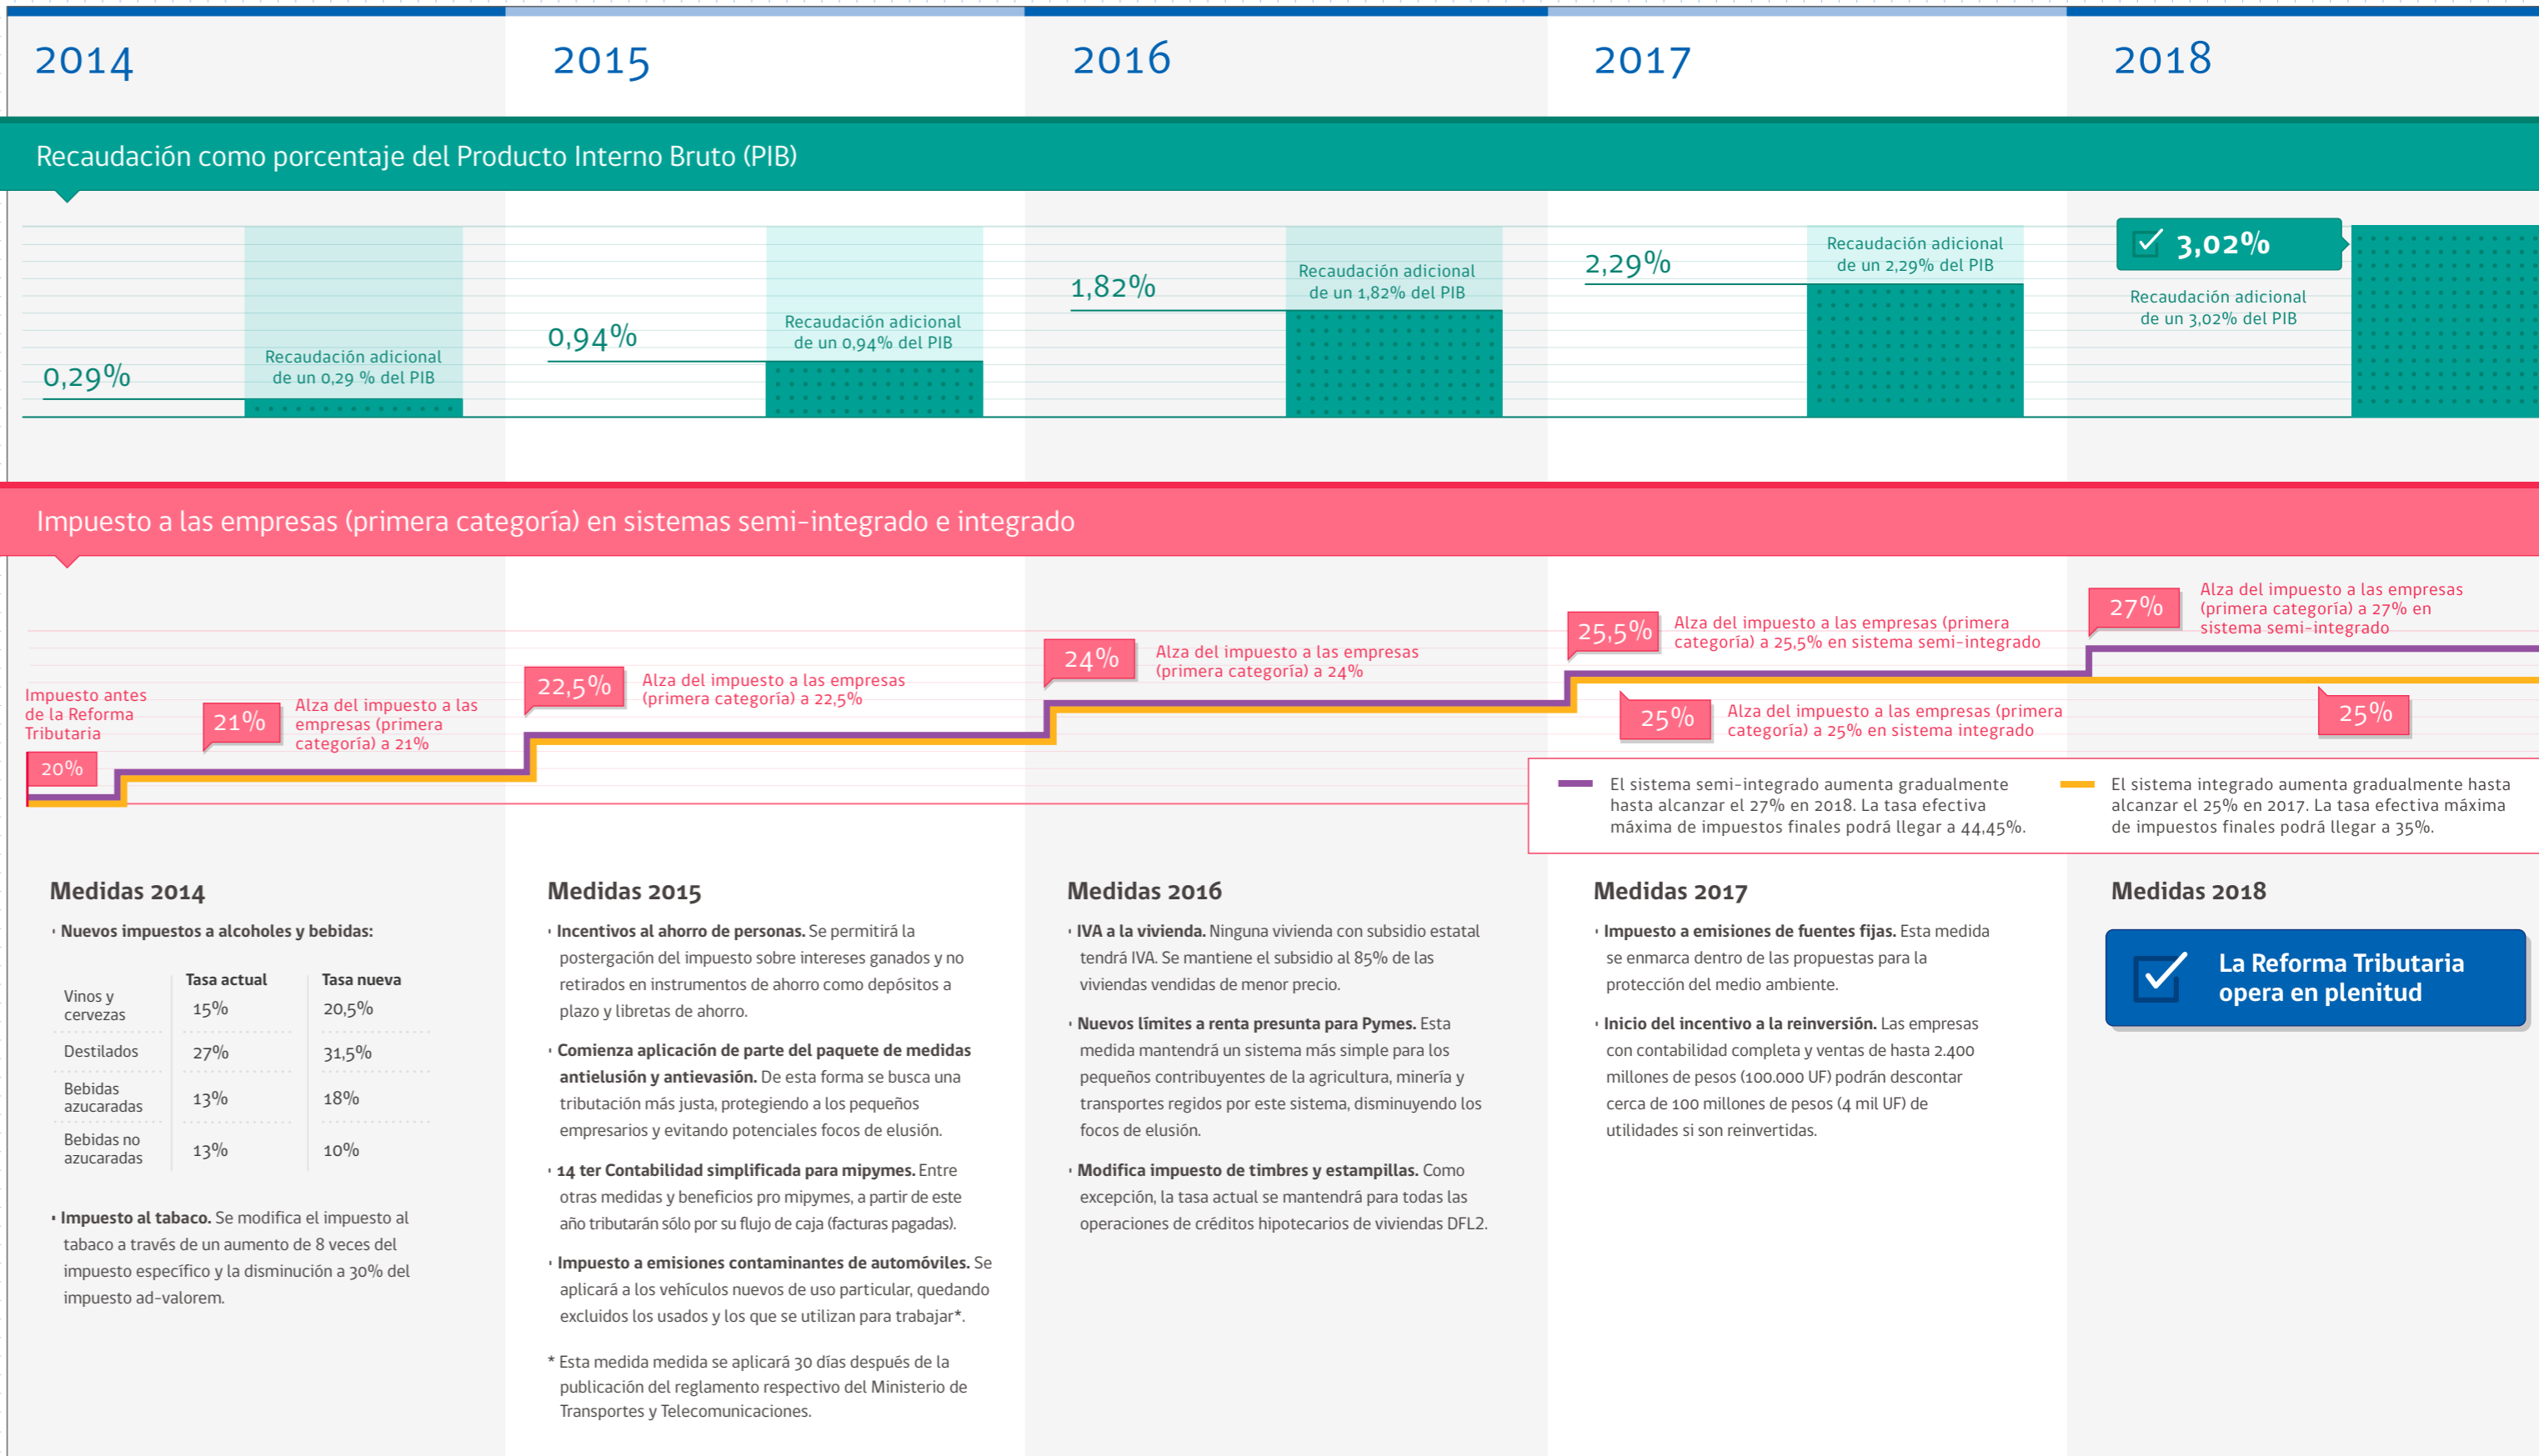 2014
2015
2016
2017
2018
Recaudación como porcentaje del Producto Interno Bruto (PIB)
0,29%
Recaudación adicional
de un 0,29 % del PIB
0,94%
Recaudación adicional
de un 0,94% del PIB
1,82%
Recaudación adicional
de un 1,82% del PIB
2,29%
Recaudación adicional
de un 2,29% del PIB
3,02%
Recaudación adicional
de un 3,02% del PIB
Impuesto a las empresas (primera categoría) en sistemas semi-integrado e integrado
Impuesto antes
de la Reforma
Tributaria
20%
21%
Alza del impuesto a las
empresas (primera
categoría) a 21%
22,5%
Alza del impuesto a las empresas
(primera categoría) a 22,5%
24%
Alza del impuesto a las empresas
(primera categoría) a 24%
25,5%
Alza del impuesto a las empresas (primera
categoría) a 25,5% en sistema semi-integrado
25%
Alza del impuesto a las empresas (primera
categoría) a 25% en sistema integrado
27%
Alza del impuesto a las empresas
(primera categoría) a 27% en
sistema semi-integrado
25%
El sistema semi-integrado aumenta gradualmente
hasta alcanzar el 27% en 2018. La tasa efectiva
máxima de impuestos finales podrá llegar a 44,45%.
El sistema integrado aumenta gradualmente hasta
alcanzar el 25% en 2017. La tasa efectiva máxima
de impuestos finales podrá llegar a 35%.
Medidas 2014
· Nuevos impuestos a alcoholes y bebidas:
Tasa actual Tasa nueva
Vinos y
cervezas 15% 20,5%
Destilados 27% 31,5%
Bebidas
azucaradas 13% 18%
Bebidas no
azucaradas 13% 10%
· Impuesto al tabaco. Se modifica el impuesto al
tabaco a través de un aumento de 8 veces del
impuesto específico y la disminución a 30% del
impuesto ad-valorem.
Medidas 2015
· Incentivos al ahorro de personas. Se permitirá la
postergación del impuesto sobre intereses ganados y no
retirados en instrumentos de ahorro como depósitos a
plazo y libretas de ahorro.
· Comienza aplicación de parte del paquete de medidas
antielusión y antievasión. De esta forma se busca una
tributación más justa, protegiendo a los pequeños
empresarios y evitando potenciales focos de elusión.
· 14 ter Contabilidad simplificada para mipymes. Entre
otras medidas y beneficios pro mipymes, a partir de este
año tributarán sólo por su flujo de caja (facturas pagadas).
· Impuesto a emisiones contaminantes de automóviles. Se
aplicará a los vehículos nuevos de uso particular, quedando
excluidos los usados y los que se utilizan para trabajar*.
* Esta medida medida se aplicará 30 días después de la
publicación del reglamento respectivo del Ministerio de
Transportes y Telecomunicaciones.
Medidas 2016
· IVA a la vivienda. Ninguna vivienda con subsidio estatal
tendrá IVA. Se mantiene el subsidio al 85% de las
viviendas vendidas de menor precio.
· Nuevos límites a renta presunta para Pymes. Esta
medida mantendrá un sistema más simple para los
pequeños contribuyentes de la agricultura, minería y
transportes regidos por este sistema, disminuyendo los
focos de elusión.
· Modifica impuesto de timbres y estampillas. Como
excepción, la tasa actual se mantendrá para todas las
operaciones de créditos hipotecarios de viviendas DFL2.
Medidas 2017
· Impuesto a emisiones de fuentes fijas. Esta medida
se enmarca dentro de las propuestas para la
protección del medio ambiente.
· Inicio del incentivo a la reinversión. Las empresas
con contabilidad completa y ventas de hasta 2.400
millones de pesos (100.000 UF) podrán descontar
cerca de 100 millones de pesos (4 mil UF) de
utilidades si son reinvertidas.
Medidas 2018
La Reforma Tributaria
opera en plenitud